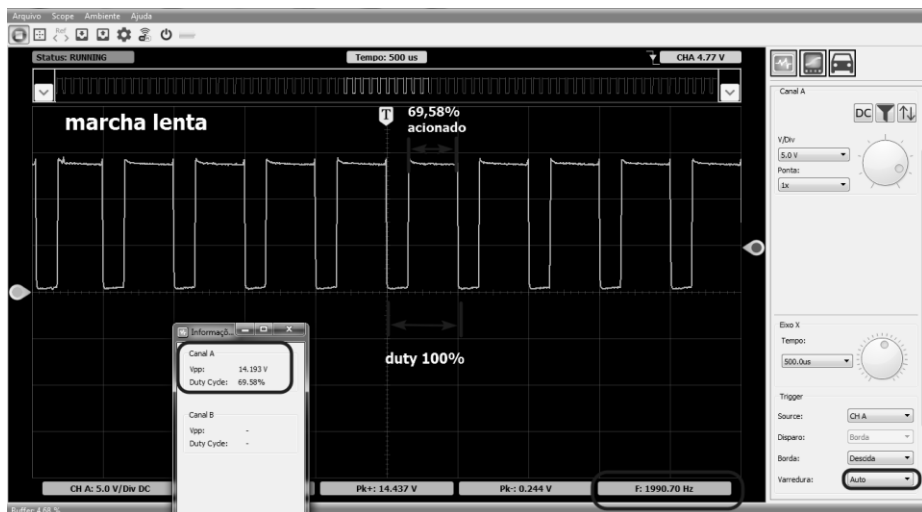 Arquivo Scope Ambiente Ajuda
Ref
Status: RUNNING
Tempo: 500 us
CHA 4.77 V
marcha lenta
T
69,58%
acionado
duty 100%
Informaçõ...
Canal A
Vpp: 14.193 V
Duty Cycle: 69.58%
Canal B
Vpp: -
Duty Cycle: -
CH A: 5.0 V/Div DC
Pk+: 14.437 V
Pk-: 0.244 V
F: 1990.70 Hz
Buffer 4.68 %
Canal A
DC
V/Div
5.0 V
Ponta:
1x
Eixo X
Tempo:
500.0us
Trigger
Source: CH A
Disparo: Borda
Borda: Descida
Varredura: Auto